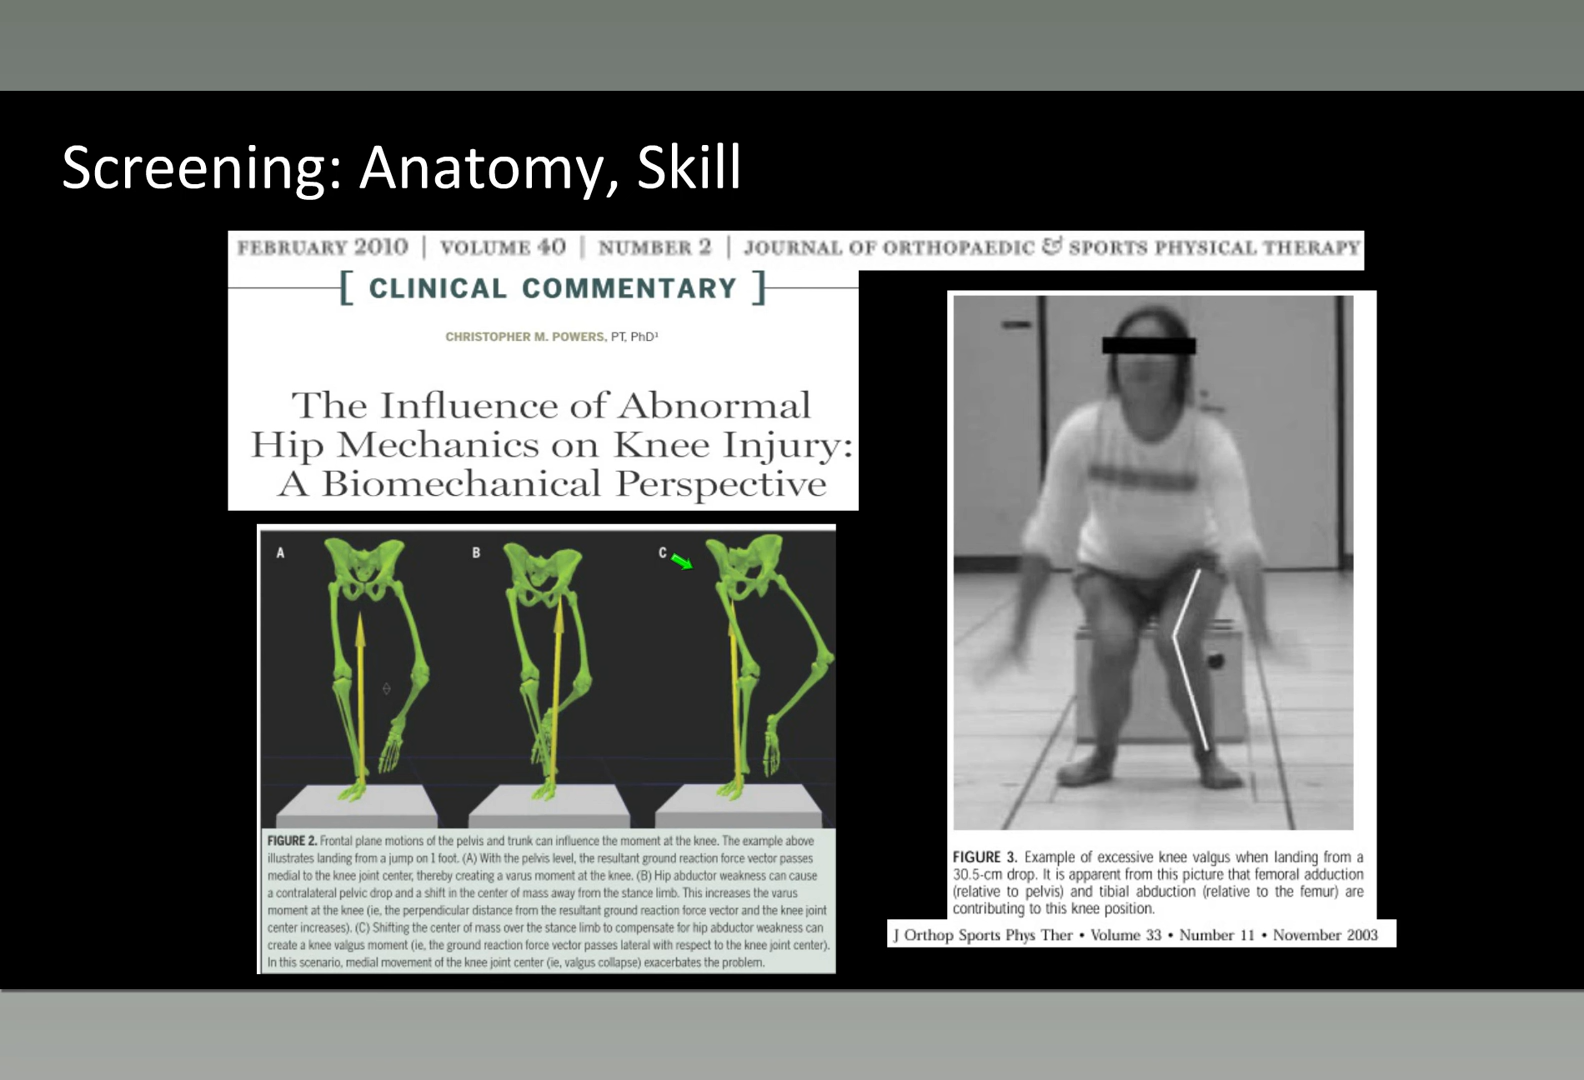 Screening: Anatomy, Skill
FEBRUARY 2010 | VOLUME 40 | NUMBER 2 | JOURNAL OF ORTHOPAEDIC & SPORTS PHYSICAL THERAPY
[ CLINICAL COMMENTARY ]
CHRISTOPHER M. POWERS, PT, PhD¹
The Influence of Abnormal
Hip Mechanics on Knee Injury:
A Biomechanical Perspective
A
B
C
FIGURE 2. Frontal plane motions of the pelvis and trunk can influence the moment at the knee. The example above
illustrates landing from a jump on 1 foot. (A) With the pelvis level, the resultant ground reaction force vector passes
medial to the knee joint center, thereby creating a varus moment at the knee. (B) Hip abductor weakness can cause
a contralateral pelvic drop and a shift in the center of mass away from the stance limb. This increases the varus
moment at the knee (ie, the perpendicular distance from the resultant ground reaction force vector and the knee joint
center increases). (C) Shifting the center of mass over the stance limb to compensate for hip abductor weakness can
create a knee valgus moment (ie, the ground reaction force vector passes lateral with respect to the knee joint center).
In this scenario, medial movement of the knee joint center (ie, valgus collapse) exacerbates the problem.
FIGURE 3. Example of excessive knee valgus when landing from a
30.5-cm drop. It is apparent from this picture that femoral adduction
(relative to pelvis) and tibial abduction (relative to the femur) are
contributing to this knee position.
J Orthop Sports Phys Ther • Volume 33 • Number 11 • November 2003